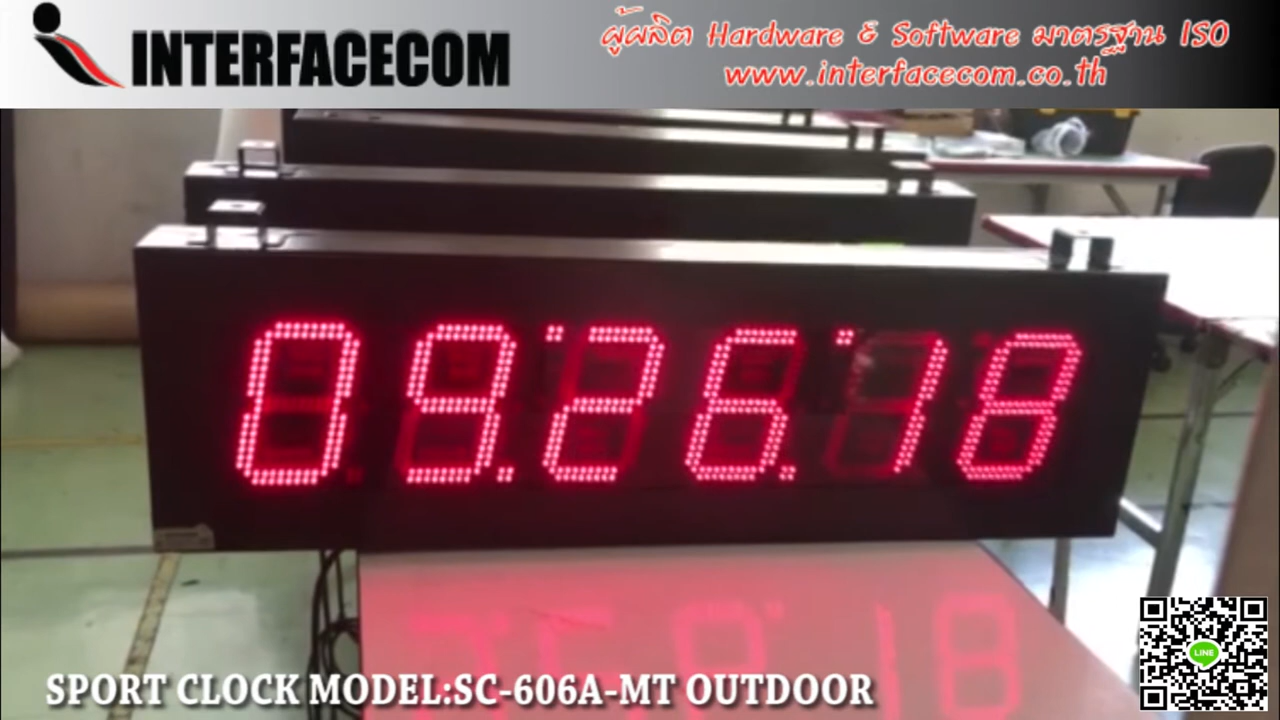 INTERFACECOM
ผู้ผลิต Hardware & Software มาตรฐาน ISO
www.interfacecom.co.th
09:26:18
SPORT CLOCK MODEL:SC-606A-MT OUTDOOR
LINE